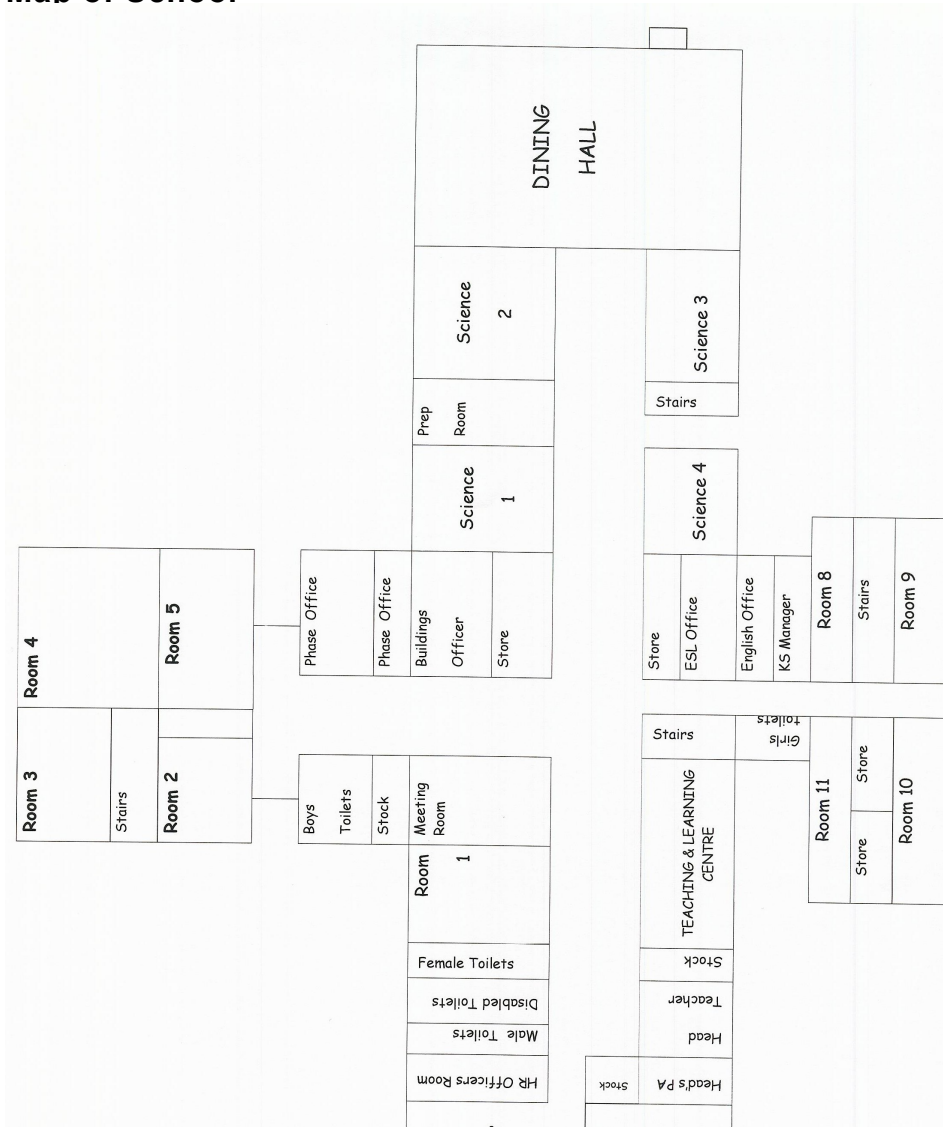 Map of School
DINING
HALL
Science
2
Science 3
Prep
Room
Stairs
Science
1
Science 4
Room 4
Room 5
Phase Office
Phase Office
Buildings
Officer
Store
Store
ESL Office
English Office
KS Manager
Room 8
Stairs
Room 9
Room 3
Stairs
Room 2
Boys
Toilets
Stock
Meeting
Room
Stairs
Girls
toilets
Room 11
Store
Store
Room 10
Room
1
TEACHING & LEARNING
CENTRE
Female Toilets
Stock
Disabled Toilets
Head
Teacher
Male Toilets
HR Officers Room
Stock
Head's PA